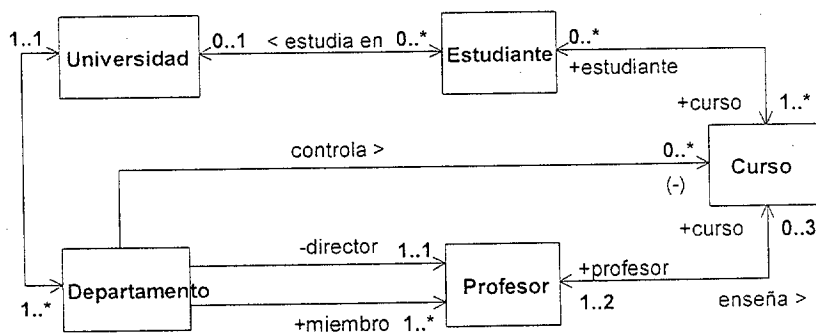 1..1
Universidad
0..1
< estudia en
0..*
Estudiante
0..*
+estudiante
+curso
1..*
controla >
0..*
(-)
Curso
+curso
0..3
-director
1..1
+profesor
Departamento
Profesor
1..*
+miembro
1..*
1..2
enseña >